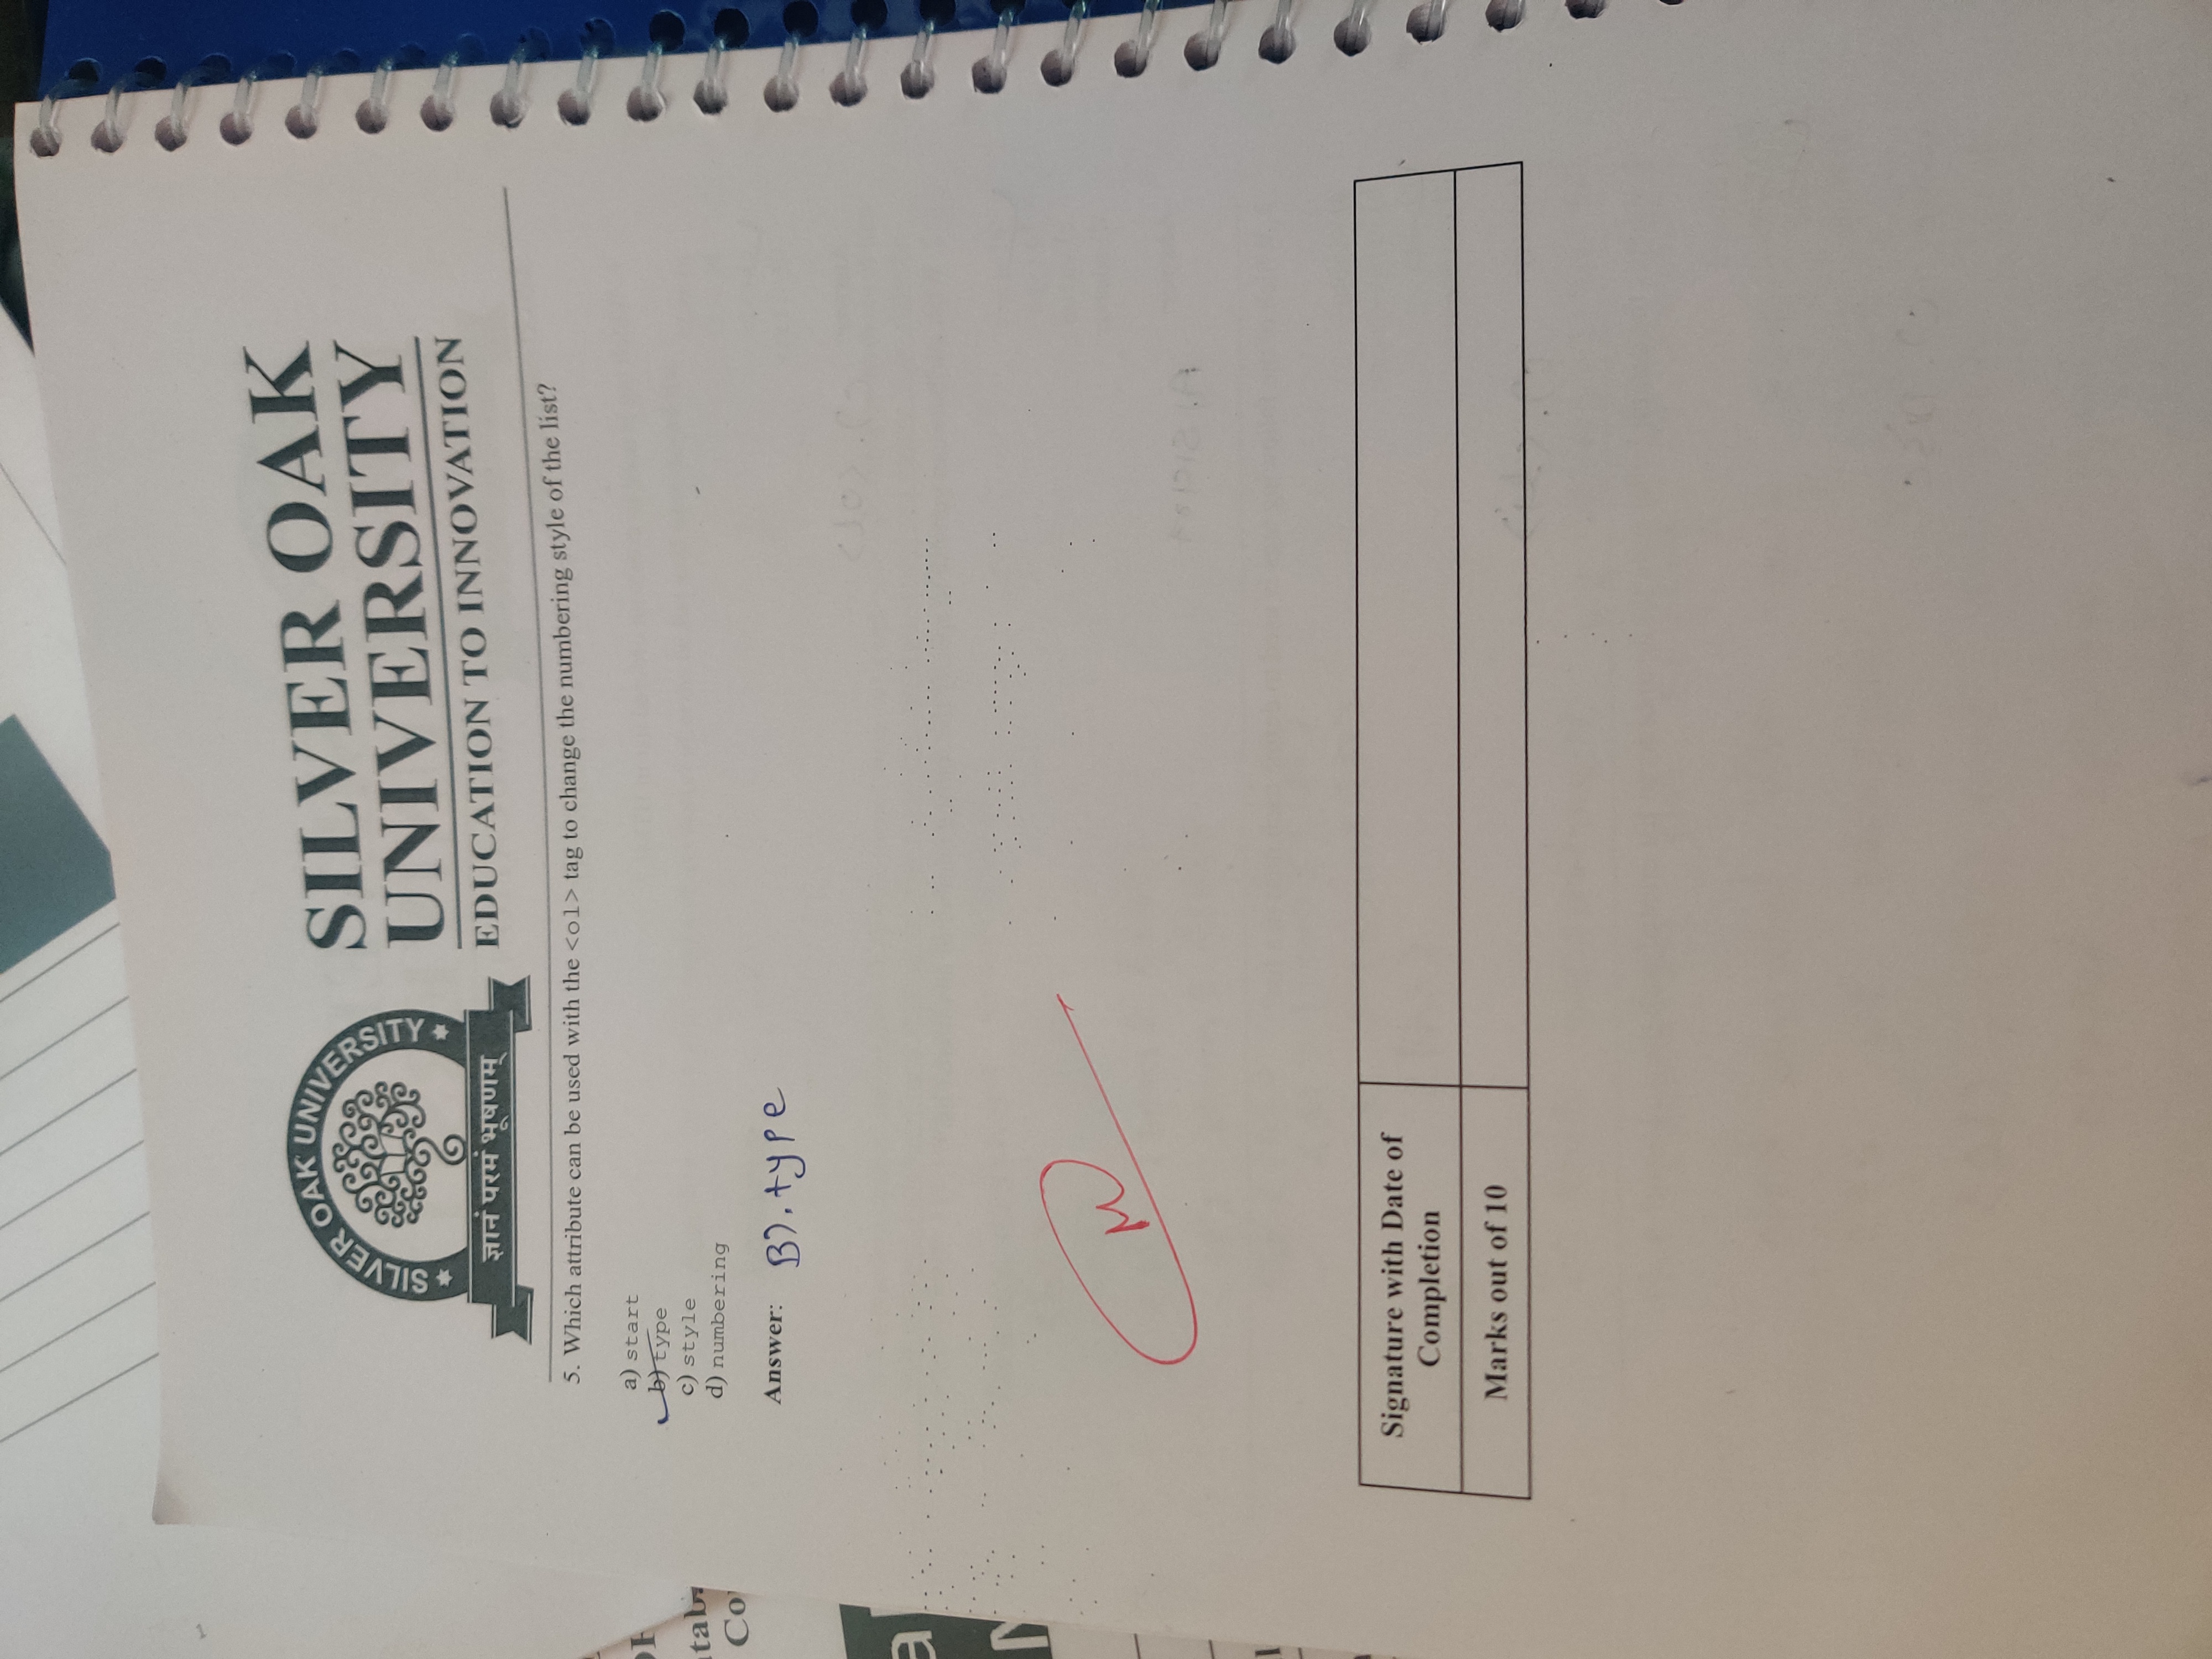 SILVER OAK UNIVERSITY
ज्ञानं परमं भूषणम्
SILVER OAK
UNIVERSITY
EDUCATION TO INNOVATION
5. Which attribute can be used with the <ol> tag to change the numbering style of the list?
a) start
b) type
c) style
d) numbering
Answer: B). type
Signature with Date of
Completion
Marks out of 10